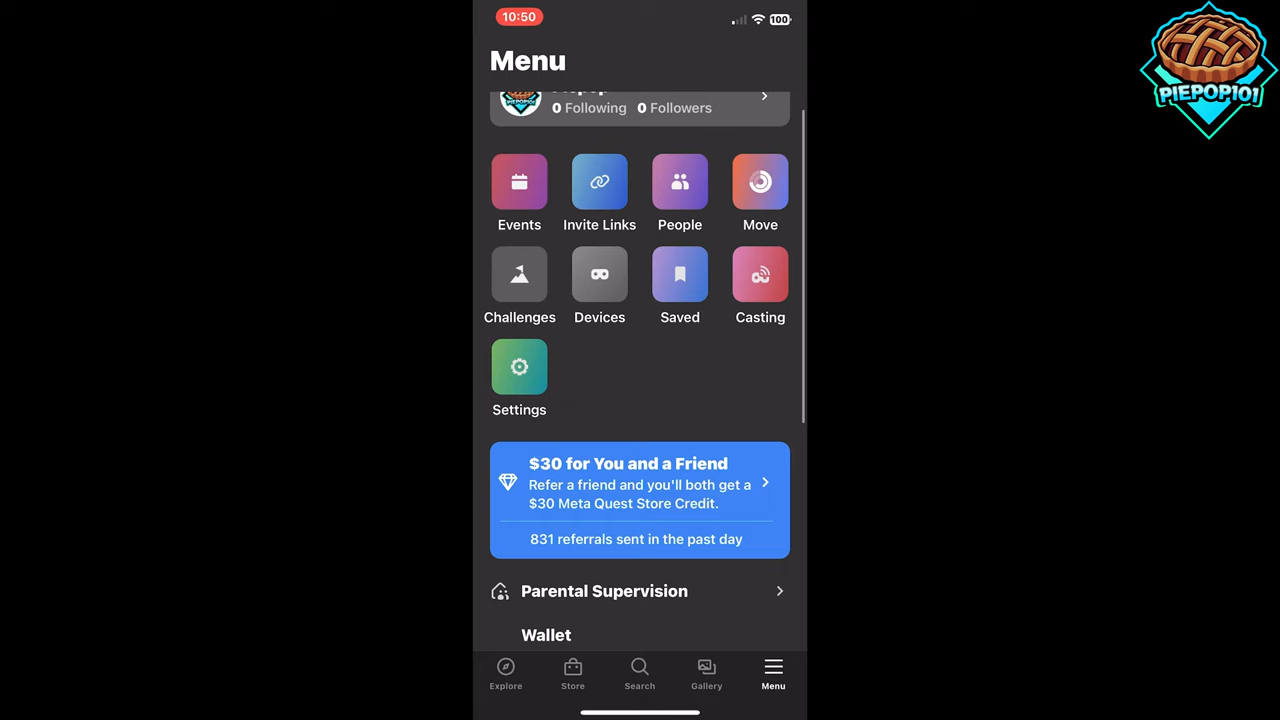 10:50
100
Menu
0 Following 0 Followers
Events
Invite Links
People
Move
Challenges
Devices
Saved
Casting
Settings
$30 for You and a Friend
Refer a friend and you'll both get a
$30 Meta Quest Store Credit.
831 referrals sent in the past day
Parental Supervision
Wallet
Explore
Store
Search
Gallery
Menu
PIEPOP101